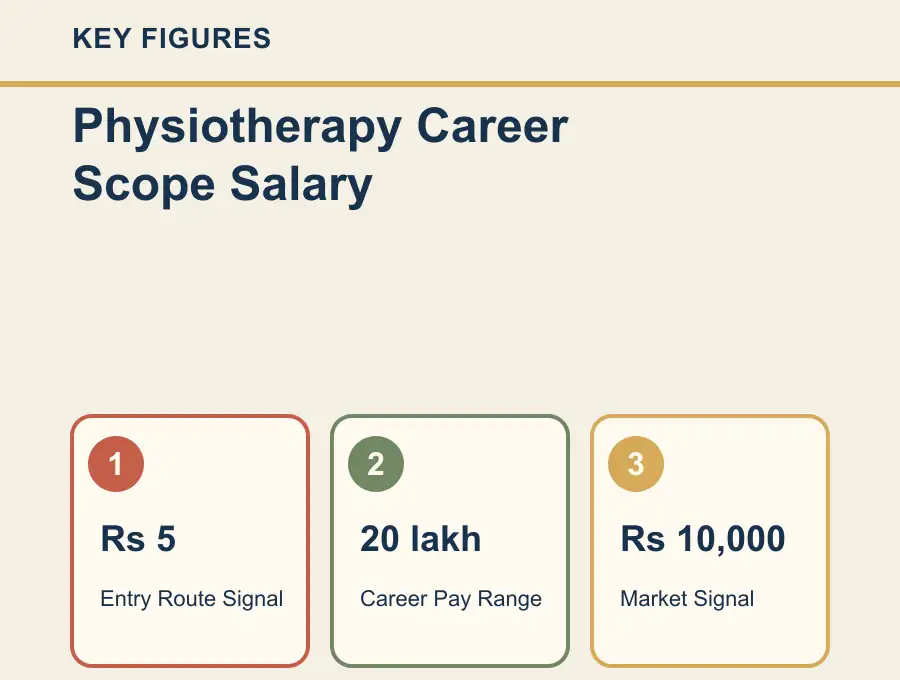 KEY FIGURES
Physiotherapy Career
Scope Salary
1
Rs 5
Entry Route Signal
2
20 lakh
Career Pay Range
3
Rs 10,000
Market Signal